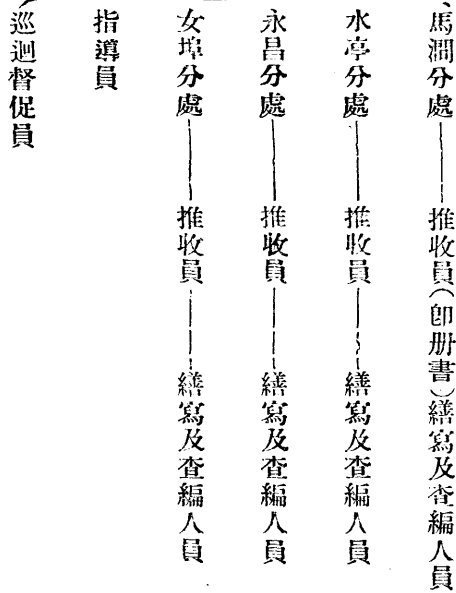 馬澗分處——推收員(即册書)繕寫及查編人員
水亭分處——推收員——繕寫及查編人員
永昌分處——推收員——繕寫及查編人員
女埠分處——推收員——繕寫及查編人員
指導員
巡迴督促員